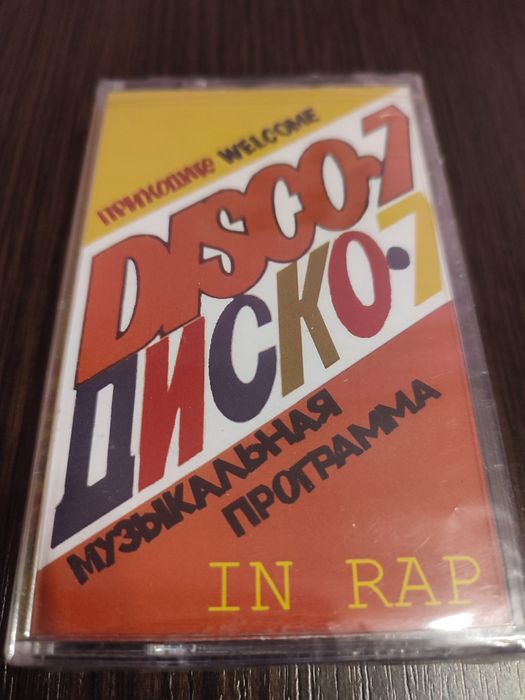 ПРИХОДИТЕ WELCOME
DISCO-7
ДИСКО·7
МУЗЫКАЛЬНАЯ
ПРОГРАММА
IN RAP